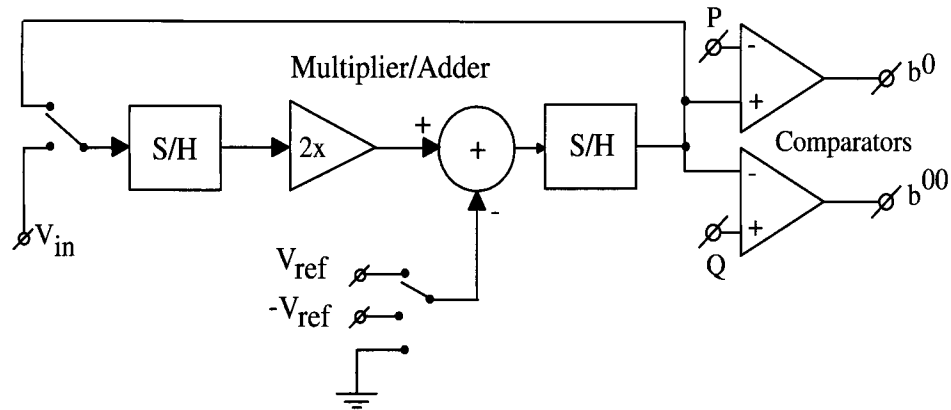 P
-
b0
Multiplier/Adder
+
Comparators
S/H
2x
+
+
S/H
-
b00
-
+
Vin
Q
Vref
-Vref